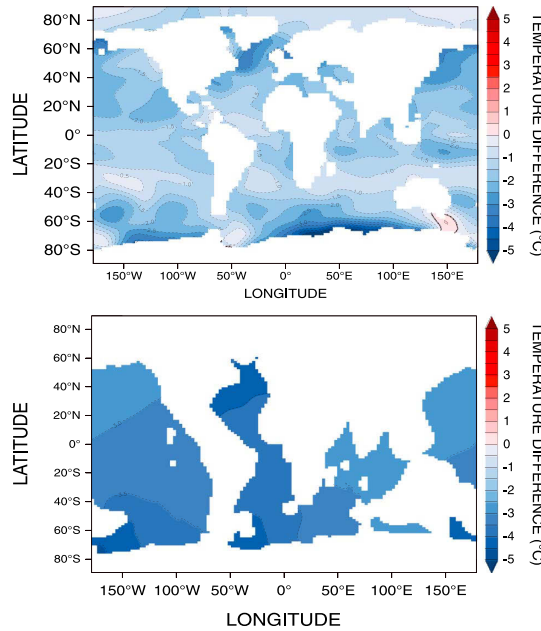 80°N
60°N
40°N
20°N
0°
20°S
40°S
60°S
80°S
LATITUDE
150°W 100°W 50°W 0° 50°E 100°E 150°E
LONGITUDE
5
4
3
2
1
0
-1
-2
-3
-4
-5
TEMPERATURE DIFFERENCE (°C)
80°N
60°N
40°N
20°N
0°
20°S
40°S
60°S
80°S
LATITUDE
150°W 100°W 50°W 0° 50°E 100°E 150°E
LONGITUDE
5
4
3
2
1
0
-1
-2
-3
-4
-5
TEMPERATURE DIFFERENCE (°C)